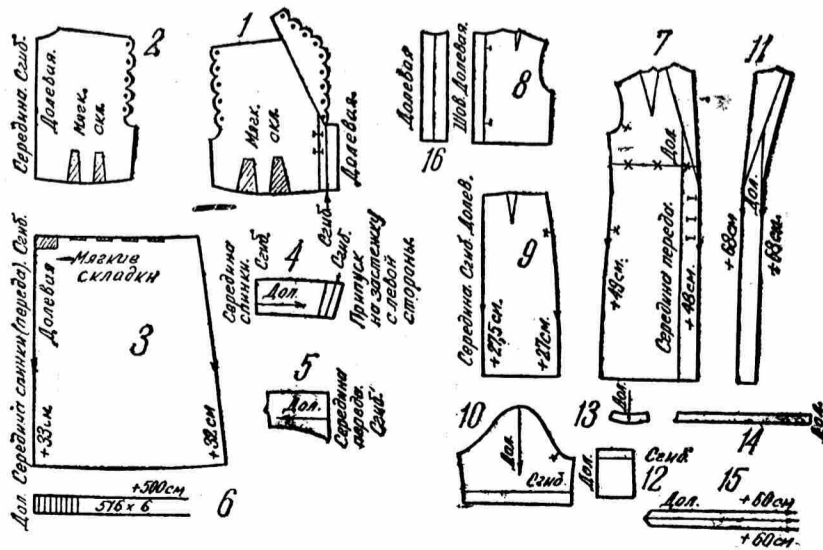 2
Середина. Сгиб.
Долевая.
Мягк.
скл.
1
Мягк.
скл.
Долевая.
Сгиб.
3
Середина спинки (переда). Сгиб.
Долевая
Мягкие
складки
+33см.
+32см
4
Середина
спинки.
Сгиб.
Дол.
Сгиб.
Припуск
на застежку
с левой
стороны.
5
Дол.
Середина
переда.
Сгиб.
6
Дол.
+500см
576 х 6
16
Долевая
8
Шов. Долевая.
7
Дол.
Середина переда.
+49см.
+48см.
11
Дол.
+68см
+68см.
9
Середина. Сгиб. Долев.
+27,5см.
+27см.
10
Дол.
Сгиб.
13
Дол.
14
Дол.
12
Дол.
Сгиб.
15
Дол.
+60см
+60см.